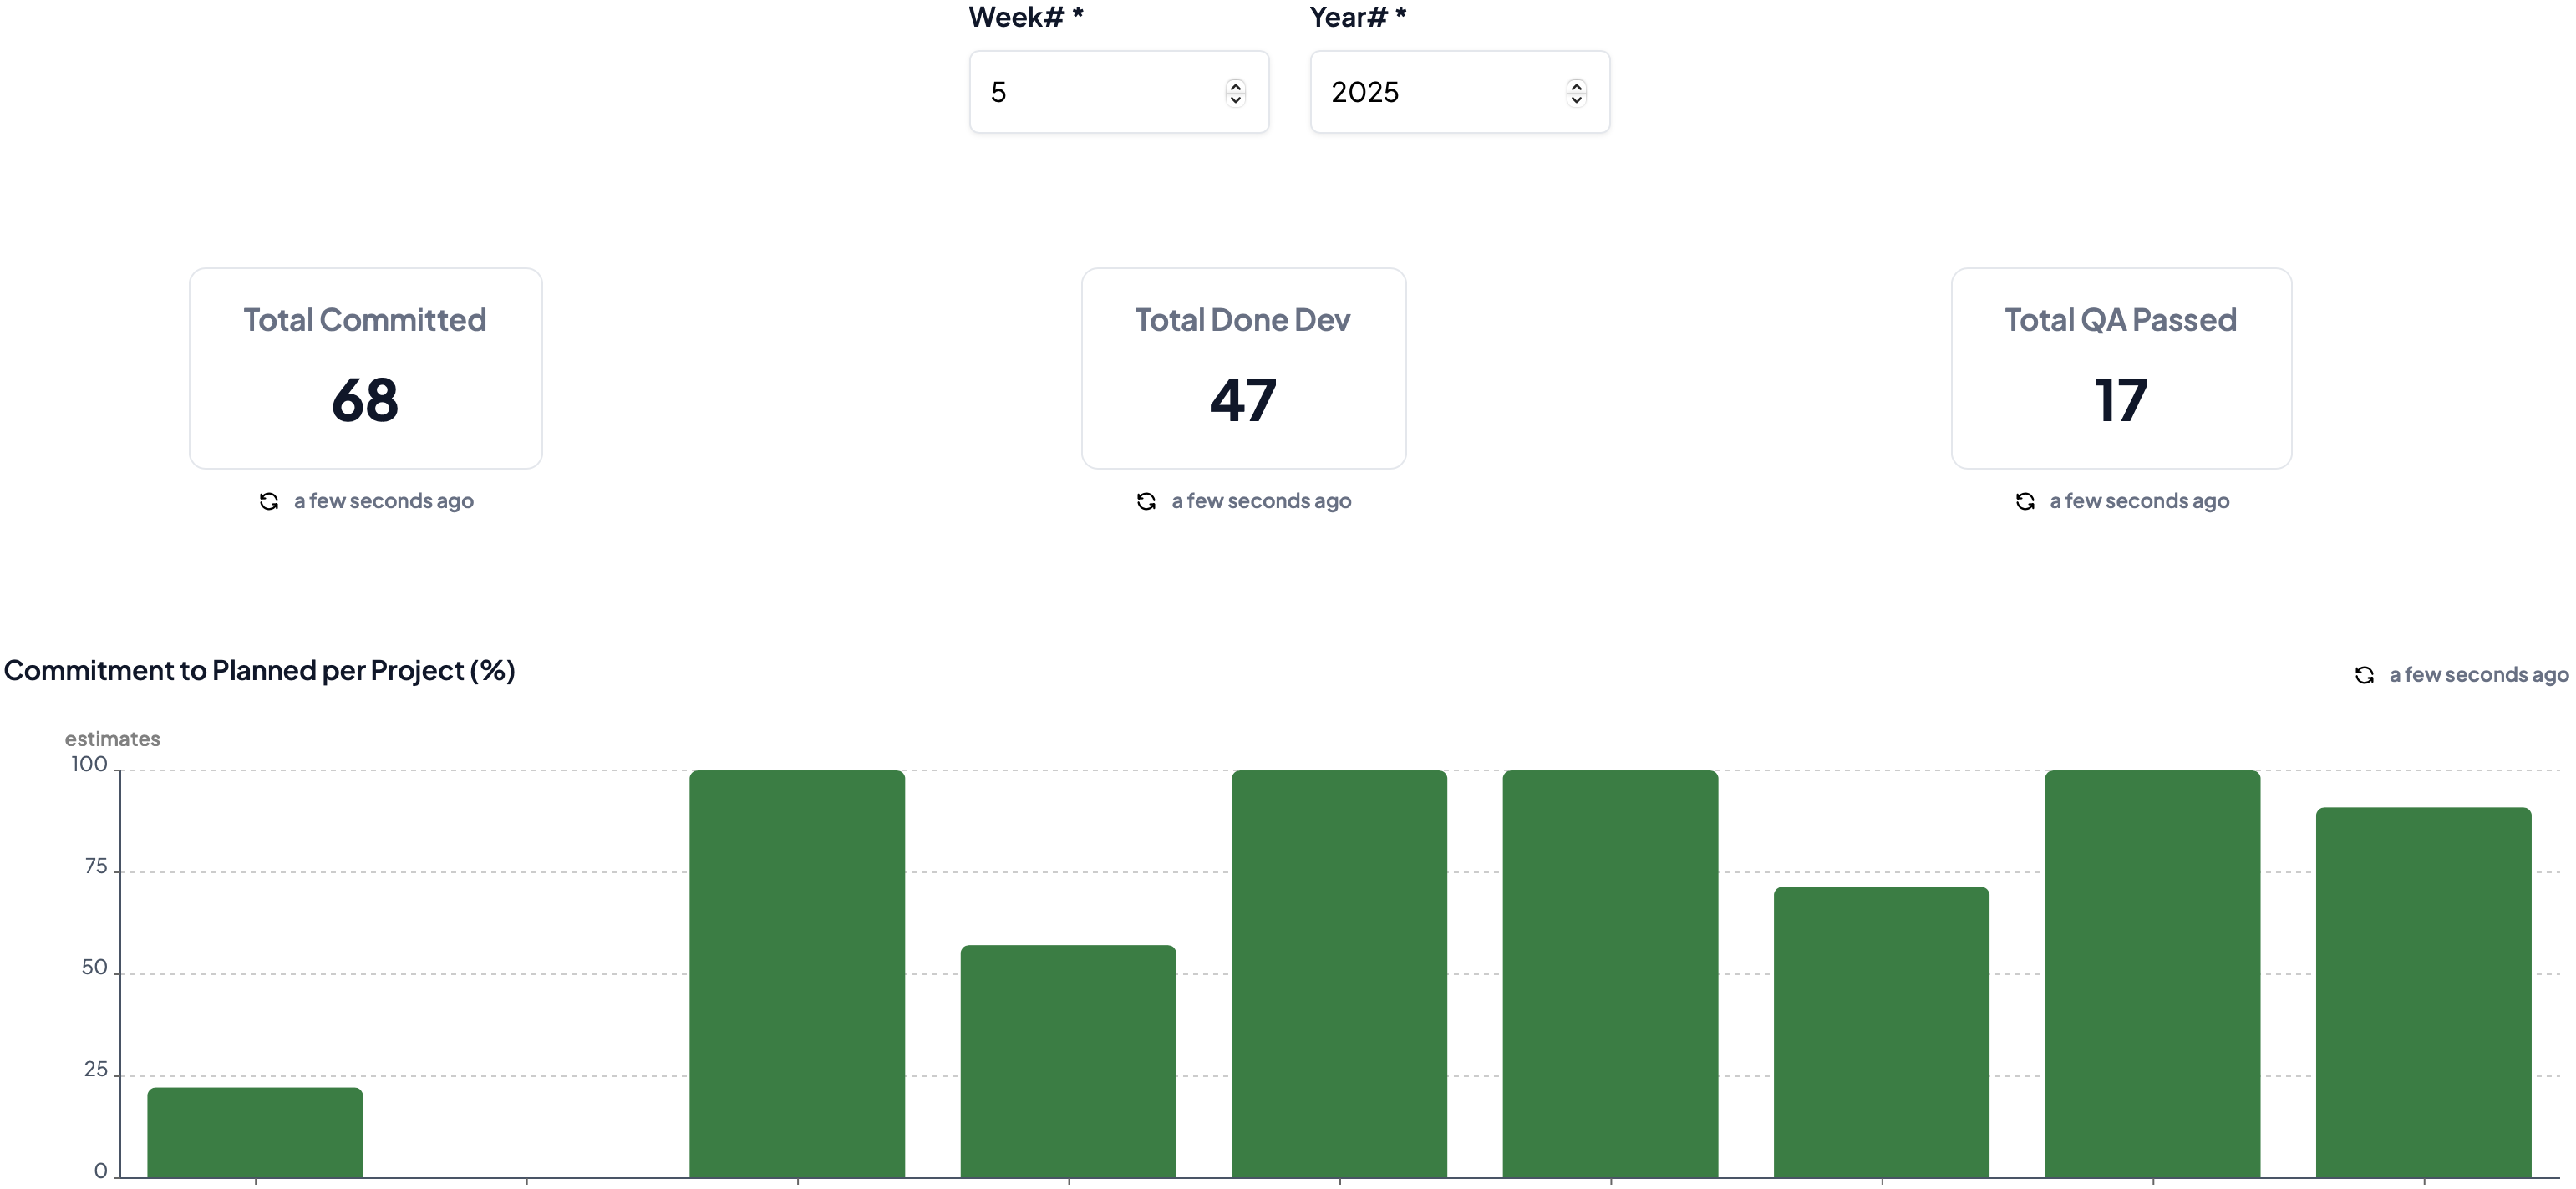 Week# *
Year# *
5
2025
Total Committed
68
a few seconds ago
Total Done Dev
47
a few seconds ago
Total QA Passed
17
a few seconds ago
Commitment to Planned per Project (%)
a few seconds ago
estimates
100
75
50
25
0